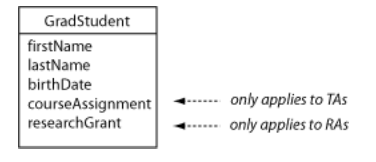 GradStudent
firstName
lastName
birthDate
courseAssignment
only applies to TAs
researchGrant
only applies to RAs